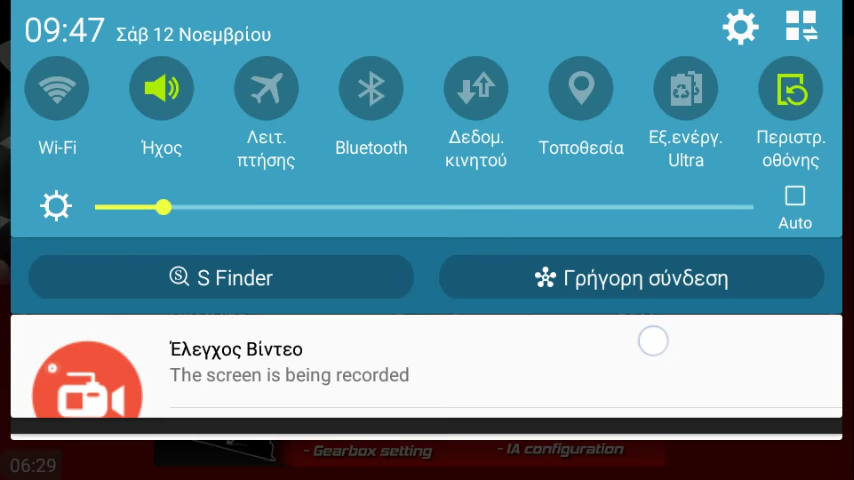 09:47 Σάβ 12 Νοεμβρίου
Wi-Fi
Ήχος
Λειτ.
πτήσης
Bluetooth
Δεδομ.
κινητού
Τοποθεσία
Εξ.ενέργ.
Ultra
Περιστρ.
οθόνης
Auto
S Finder
Γρήγορη σύνδεση
Έλεγχος Βίντεο
The screen is being recorded
- Gearbox setting
- IA configuration
06:29